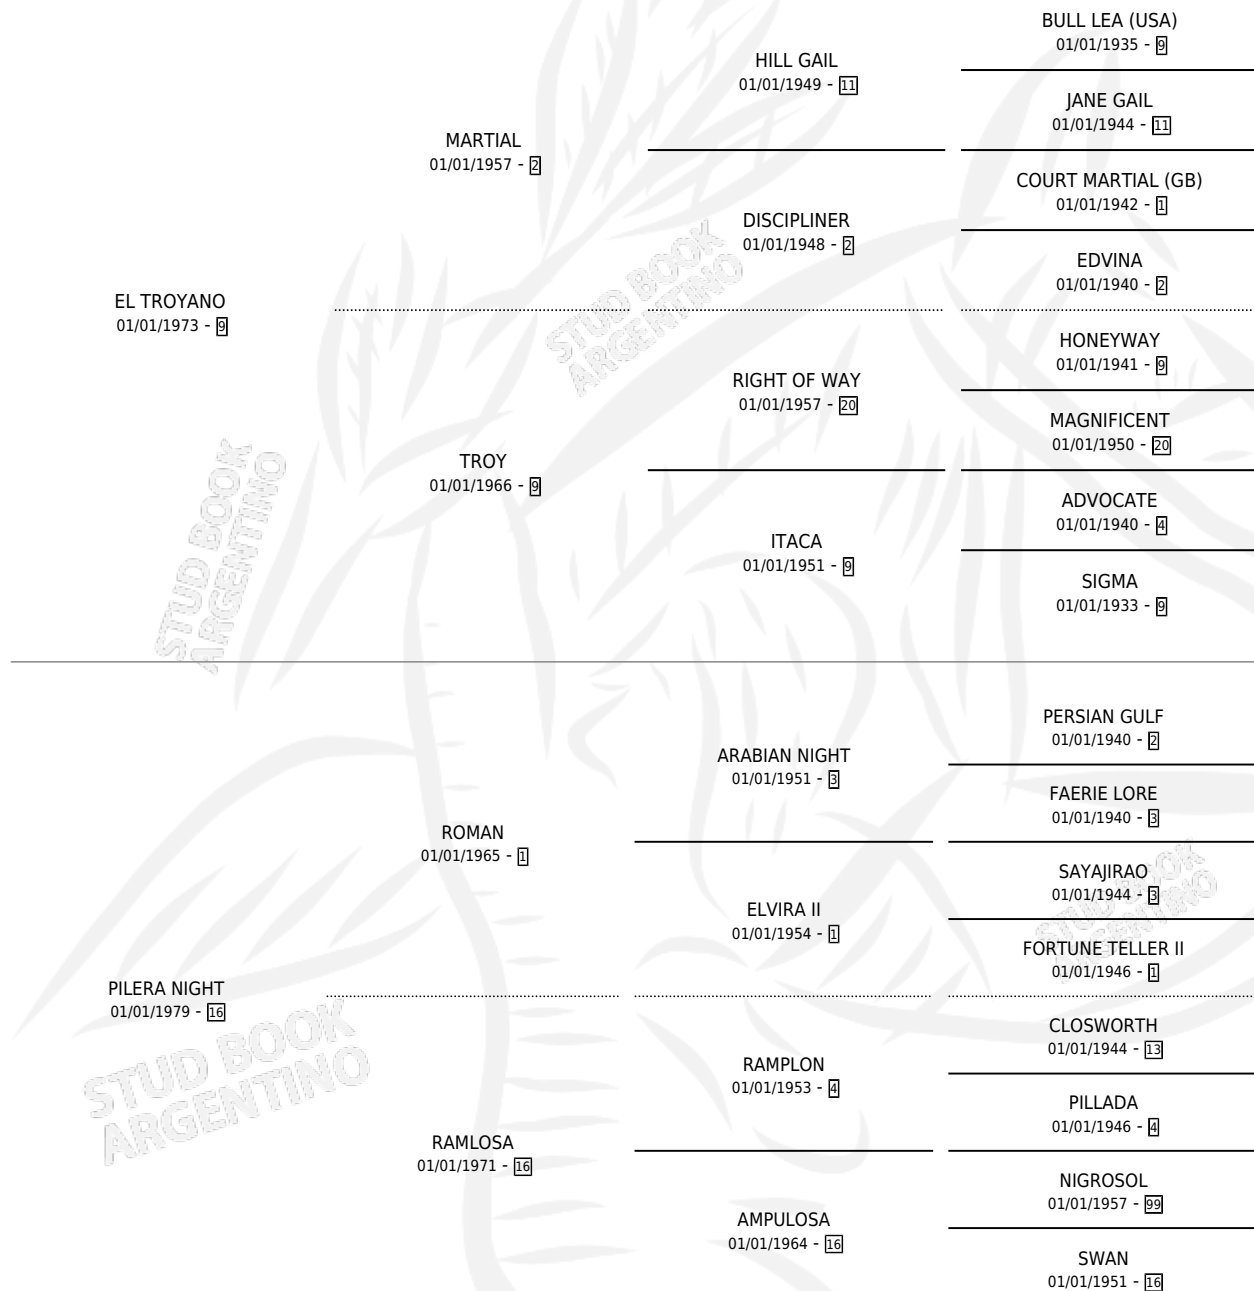 BULL LEA (USA)
01/01/1935 - 9
HILL GAIL
01/01/1949 - 11
JANE GAIL
01/01/1944 - 11
MARTIAL
01/01/1957 - 2
COURT MARTIAL (GB)
01/01/1942 - 1
DISCIPLINER
01/01/1948 - 2
EDVINA
01/01/1940 - 2
EL TROYANO
01/01/1973 - 9
HONEYWAY
01/01/1941 - 9
RIGHT OF WAY
01/01/1957 - 20
MAGNIFICENT
01/01/1950 - 20
TROY
01/01/1966 - 9
ADVOCATE
01/01/1940 - 4
ITACA
01/01/1951 - 9
SIGMA
01/01/1933 - 9
PERSIAN GULF
01/01/1940 - 2
ARABIAN NIGHT
01/01/1951 - 3
FAERIE LORE
01/01/1940 - 3
ROMAN
01/01/1965 - 1
SAYAJIRAO
01/01/1944 - 3
ELVIRA II
01/01/1954 - 1
FORTUNE TELLER II
01/01/1946 - 1
PILERA NIGHT
01/01/1979 - 16
CLOSWORTH
01/01/1944 - 13
RAMPLON
01/01/1953 - 4
PILLADA
01/01/1946 - 4
RAMLOSA
01/01/1971 - 16
NIGROSOL
01/01/1957 - 99
AMPULOSA
01/01/1964 - 16
SWAN
01/01/1951 - 16
STUD BOOK
ARGENTINO
STUD BOOK
ARGENTINO
STUD BOOK
ARGENTINO
STUD BOOK
ARGENTINO